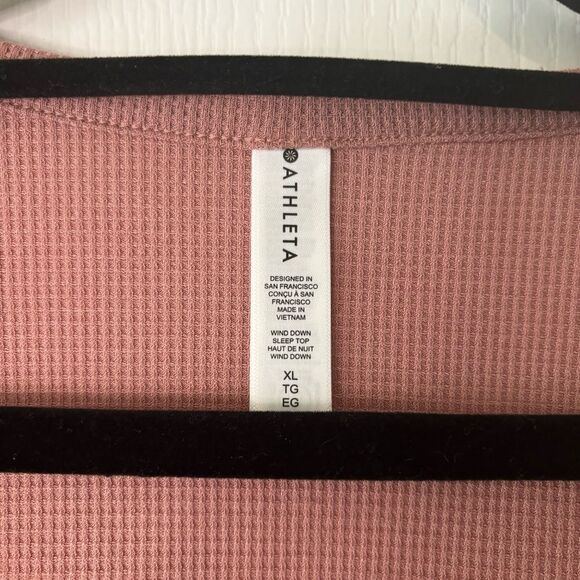 ATHLETA
DESIGNED IN
SAN FRANCISCO
CONÇU À SAN
FRANCISCO
MADE IN
VIETNAM
WIND DOWN
SLEEP TOP
HAUT DE NUIT
WIND DOWN
XL
TG
EG